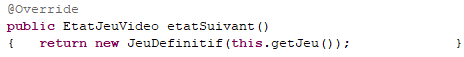 @Override
public EtatJeuVideo etatSuivant()
{   return new JeuDefinitif(this.getJeu());                }